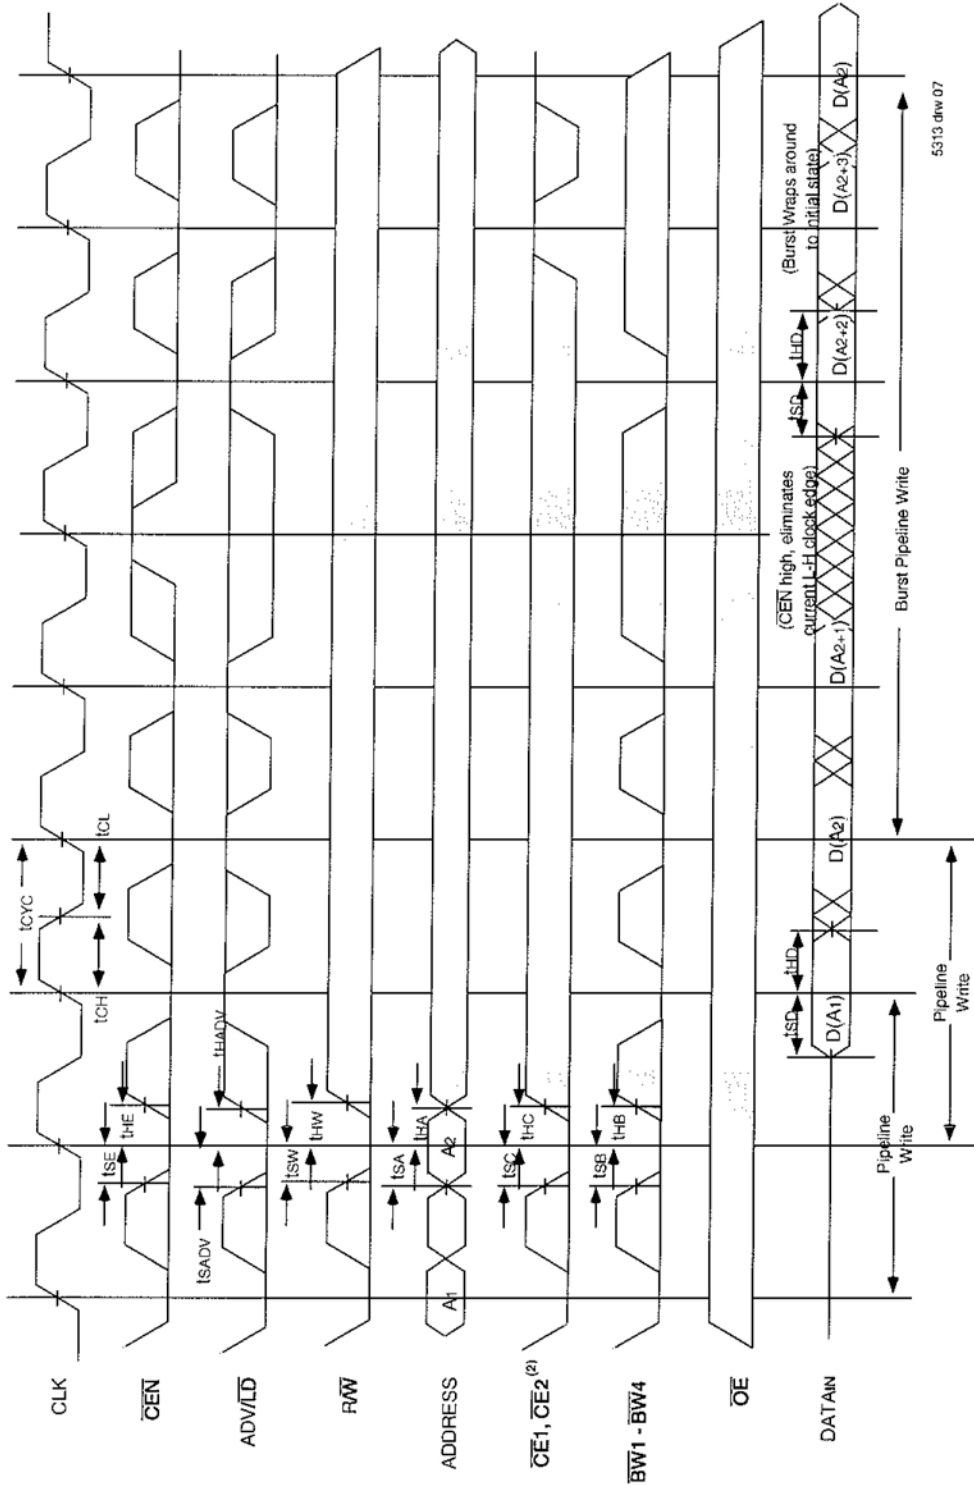 CLK
tCYC
tCH
tCL
CEN
tSE
tHE
ADV/LD
tSADV
tHADV
R/W
tSW
tHW
ADDRESS
A1
A2
tSA
tHA
CE1, CE2 (2)
tSC
tHC
BW1 - BW4
tSB
tHB
OE
(CEN high, eliminates
current L-H clock edge)
(Burst Wraps around
to initial state)
DATAIN
tSD
tHD
tSD
tHD
D(A1)
D(A2)
D(A2+1)
D(A2+2)
D(A2+3)
D(A2)
Pipeline
Write
Pipeline
Write
Burst Pipeline Write
5313 drw 07